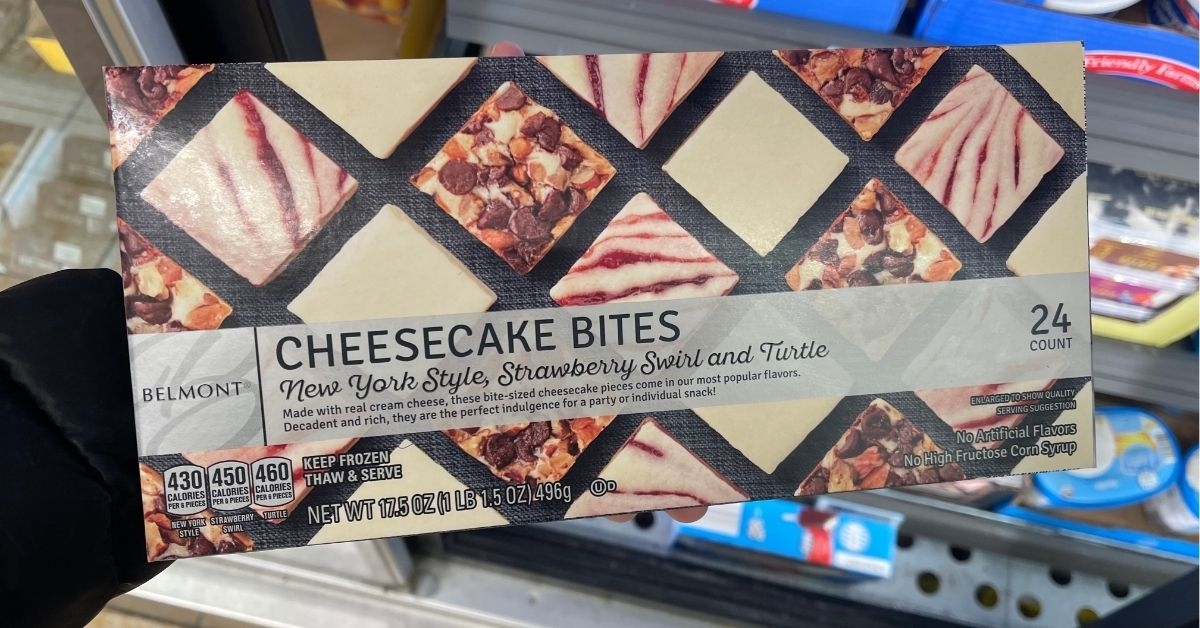 Friendly Farms
CHEESECAKE BITES
New York Style, Strawberry Swirl and Turtle
Made with real cream cheese, these bite-sized cheesecake pieces come in our most popular flavors.
Decadent and rich, they are the perfect indulgence for a party or individual snack!
BELMONT®
24
COUNT
ENLARGED TO SHOW QUALITY
SERVING SUGGESTION
No Artificial Flavors
No High Fructose Corn Syrup
430
CALORIES
PER 6 PIECES
NEW YORK
STYLE
450
CALORIES
PER 6 PIECES
STRAWBERRY
SWIRL
460
CALORIES
PER 6 PIECES
TURTLE
KEEP FROZEN
THAW & SERVE
NET WT 17.5 OZ (1 LB 1.5 OZ) 496g
UD